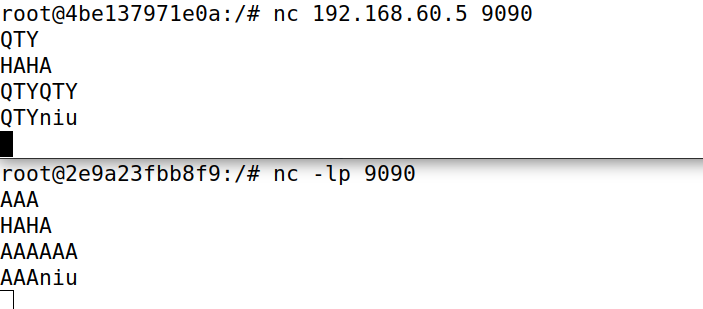 root@4be137971e0a:/# nc 192.168.60.5 9090
QTY
HAHA
QTYQTY
QTYniu
root@2e9a23fbb8f9:/# nc -lp 9090
AAA
HAHA
AAAAAA
AAAniu